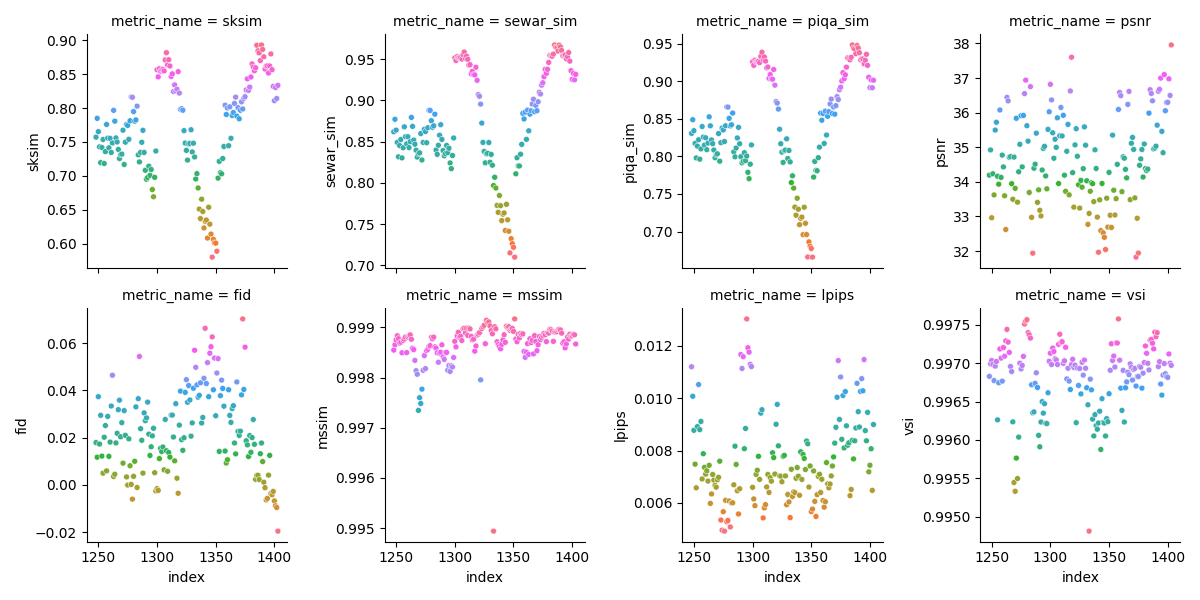 metric_name = sksim
metric_name = sewar_sim
metric_name = piqa_sim
metric_name = psnr
sksim
0.90
0.85
0.80
0.75
0.70
0.65
0.60
sewar_sim
0.95
0.90
0.85
0.80
0.75
0.70
piqa_sim
0.95
0.90
0.85
0.80
0.75
0.70
psnr
38
37
36
35
34
33
32
metric_name = fid
metric_name = mssim
metric_name = lpips
metric_name = vsi
fid
0.06
0.04
0.02
0.00
−0.02
1250 1300 1350 1400
index
mssim
0.999
0.998
0.997
0.996
0.995
1250 1300 1350 1400
index
lpips
0.012
0.010
0.008
0.006
1250 1300 1350 1400
index
vsi
0.9975
0.9970
0.9965
0.9960
0.9955
0.9950
1250 1300 1350 1400
index